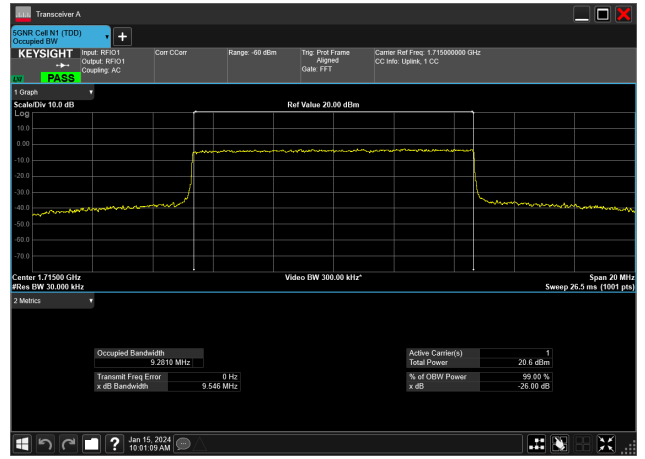 Transceiver A
5GNR Cell N1 (TDD)
Occupied BW
KEYSIGHT
Input: RFIO1
Output: RFIO1
Coupling: AC
Corr CCorr
Range: -60 dBm
Trig: Prot Frame
Aligned
Gate: FFT
Carrier Ref Freq: 1.715000000 GHz
CC Info: Uplink, 1 CC
PASS
1 Graph
Scale/Div 10.0 dB
Ref Value 20.00 dBm
Log
10.0
0.00
-10.0
-20.0
-30.0
-40.0
-50.0
-60.0
-70.0
Center 1.71500 GHz
Video BW 300.00 kHz*
Span 20 MHz
#Res BW 30.000 kHz
Sweep 26.5 ms (1001 pts)
2 Metrics
Occupied Bandwidth
9.2810 MHz
Transmit Freq Error 0 Hz
x dB Bandwidth 9.546 MHz
Active Carrier(s) 1
Total Power 20.6 dBm
% of OBW Power 99.00 %
x dB -26.00 dB
Jan 15, 2024
10:01:09 AM